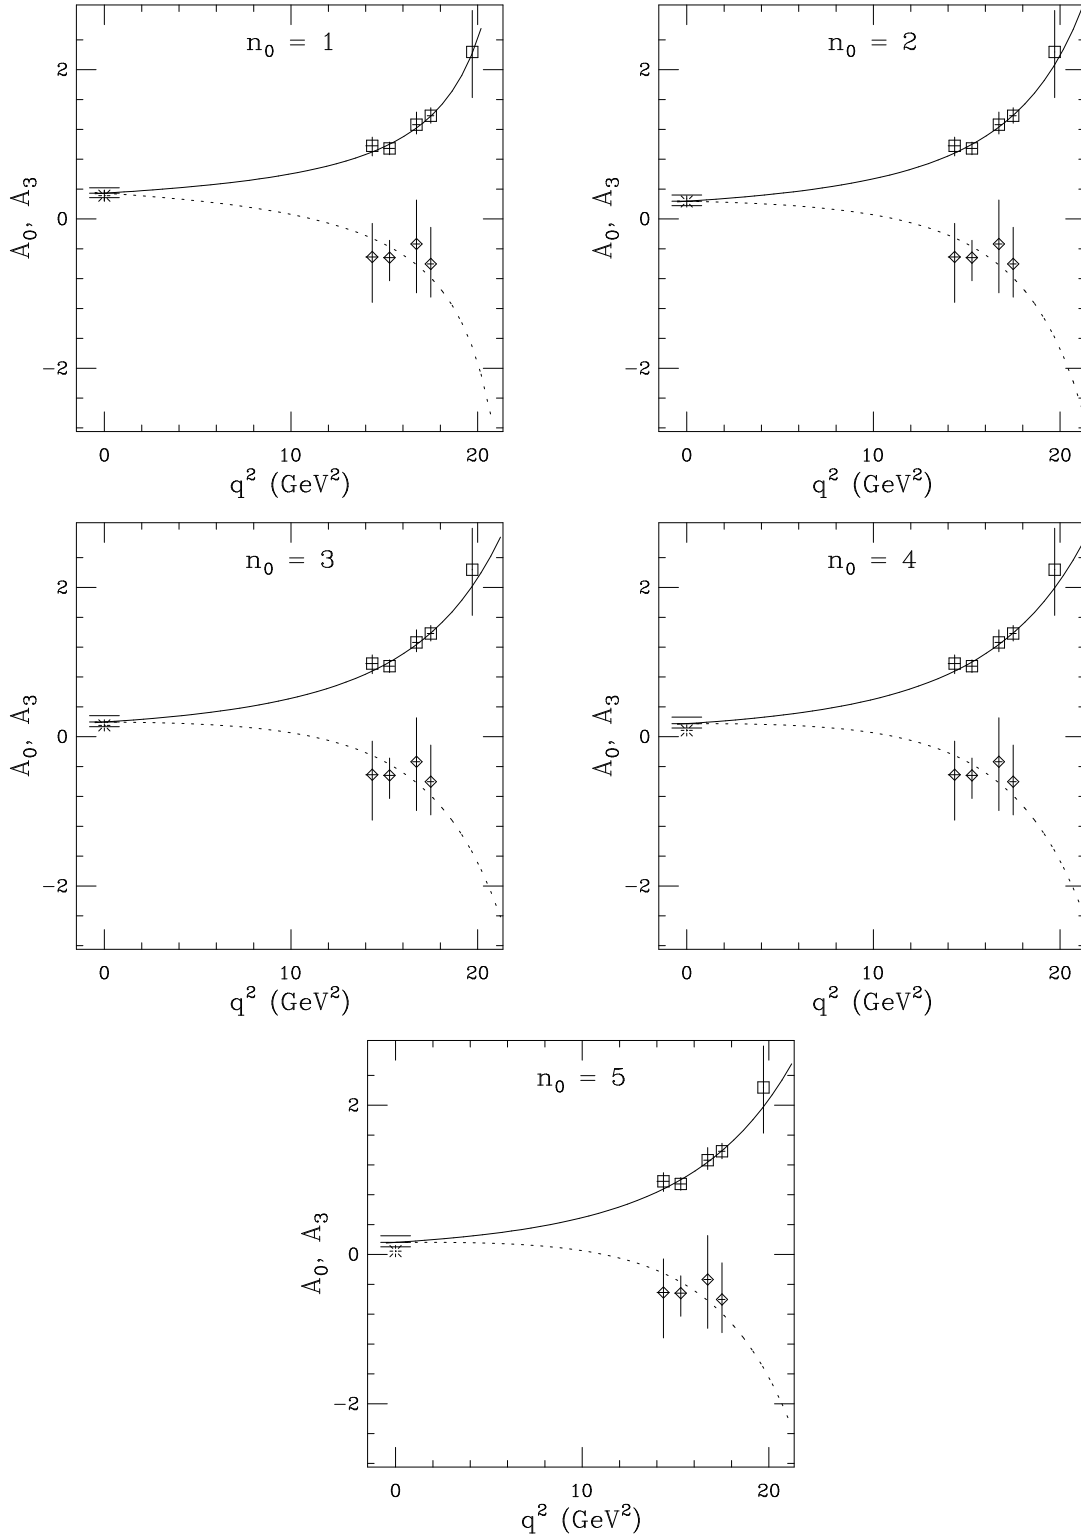 n₀ = 1
A₀, A₃
2
0
−2
0 10 20
q² (GeV²)
n₀ = 2
A₀, A₃
2
0
−2
0 10 20
q² (GeV²)
n₀ = 3
A₀, A₃
2
0
−2
0 10 20
q² (GeV²)
n₀ = 4
A₀, A₃
2
0
−2
0 10 20
q² (GeV²)
n₀ = 5
A₀, A₃
2
0
−2
0 10 20
q² (GeV²)